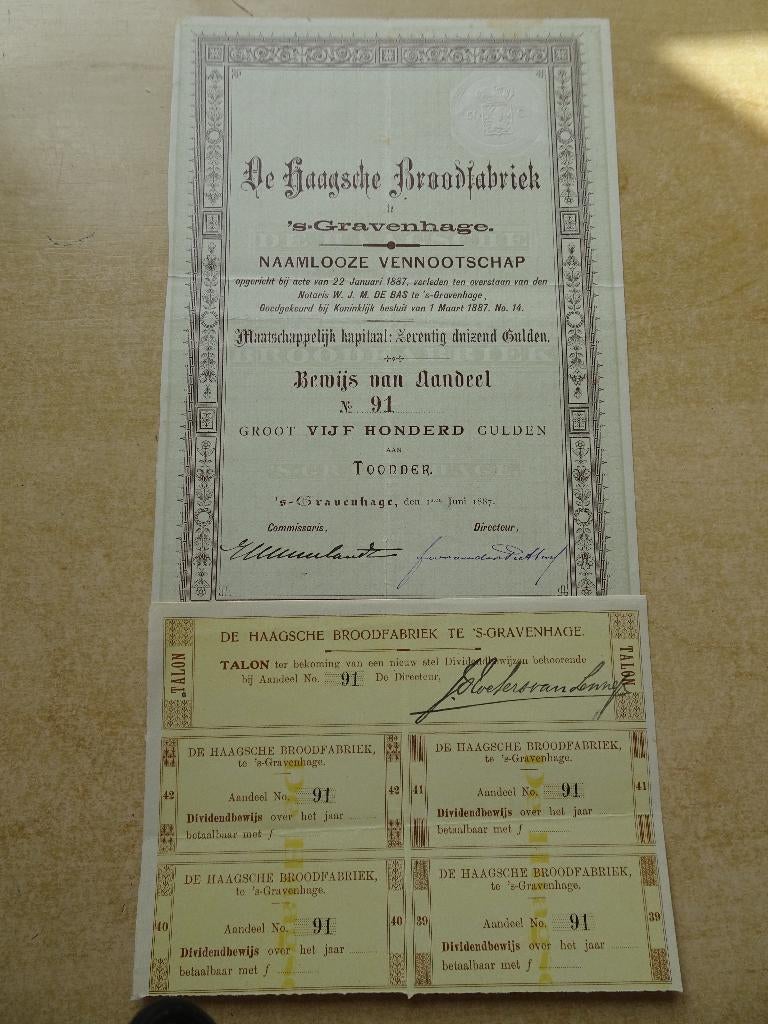 De Haagsche Broodfabriek
te
's-Gravenhage.
NAAMLOOZE VENNOOTSCHAP
opgericht bij acte van 22 Januari 1887, verleden ten overstaan van den
Notaris W. J. M. DE BAS te 's-Gravenhage,
Goedgekeurd bij Koninklijk besluit van 1 Maart 1887. No. 14.
Maatschappelijk kapitaal: Zeventig duizend Gulden.
Bewijs van Aandeel
No. 91
GROOT VIJF HONDERD GULDEN
AAN
TOONDER.
's-Gravenhage, den 1sten Juni 1887.
Commissaris, Directeur,
DE HAAGSCHE BROODFABRIEK TE 'S-GRAVENHAGE.
TALON TALON
TALON ter bekoming van een nieuw stel Dividendbewijzen behoorende
bij Aandeel No. 91 De Directeur,
DE HAAGSCHE BROODFABRIEK,
te 's-Gravenhage.
42 42
Aandeel No. 91
Dividendbewijs over het jaar
betaalbaar met f
DE HAAGSCHE BROODFABRIEK,
te 's-Gravenhage.
41 41
Aandeel No. 91
Dividendbewijs over het jaar
betaalbaar met f
DE HAAGSCHE BROODFABRIEK,
te 's-Gravenhage.
40 40
Aandeel No. 91
Dividendbewijs over het jaar
betaalbaar met f
DE HAAGSCHE BROODFABRIEK,
te 's-Gravenhage.
39 39
Aandeel No. 91
Dividendbewijs over het jaar
betaalbaar met f